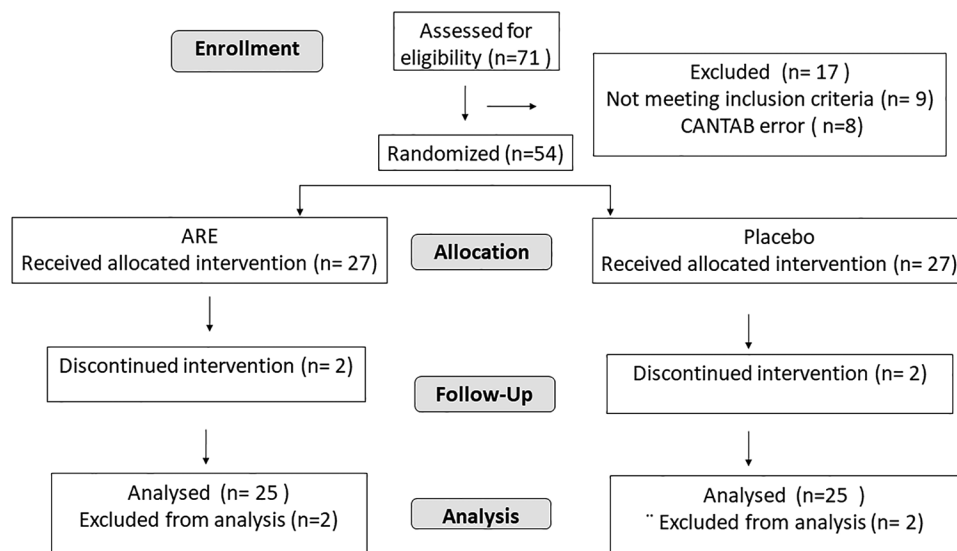 Enrollment
Assessed for
eligibility (n=71 )
Excluded (n= 17 )
Not meeting inclusion criteria (n= 9)
CANTAB error ( n=8)
Randomized (n=54)
ARE
Received allocated intervention (n= 27)
Allocation
Placebo
Received allocated intervention (n= 27)
Discontinued intervention (n= 2)
Follow-Up
Discontinued intervention (n= 2)
Analysed (n= 25 )
Excluded from analysis (n=2)
Analysis
Analysed (n=25 )
¨ Excluded from analysis (n= 2)